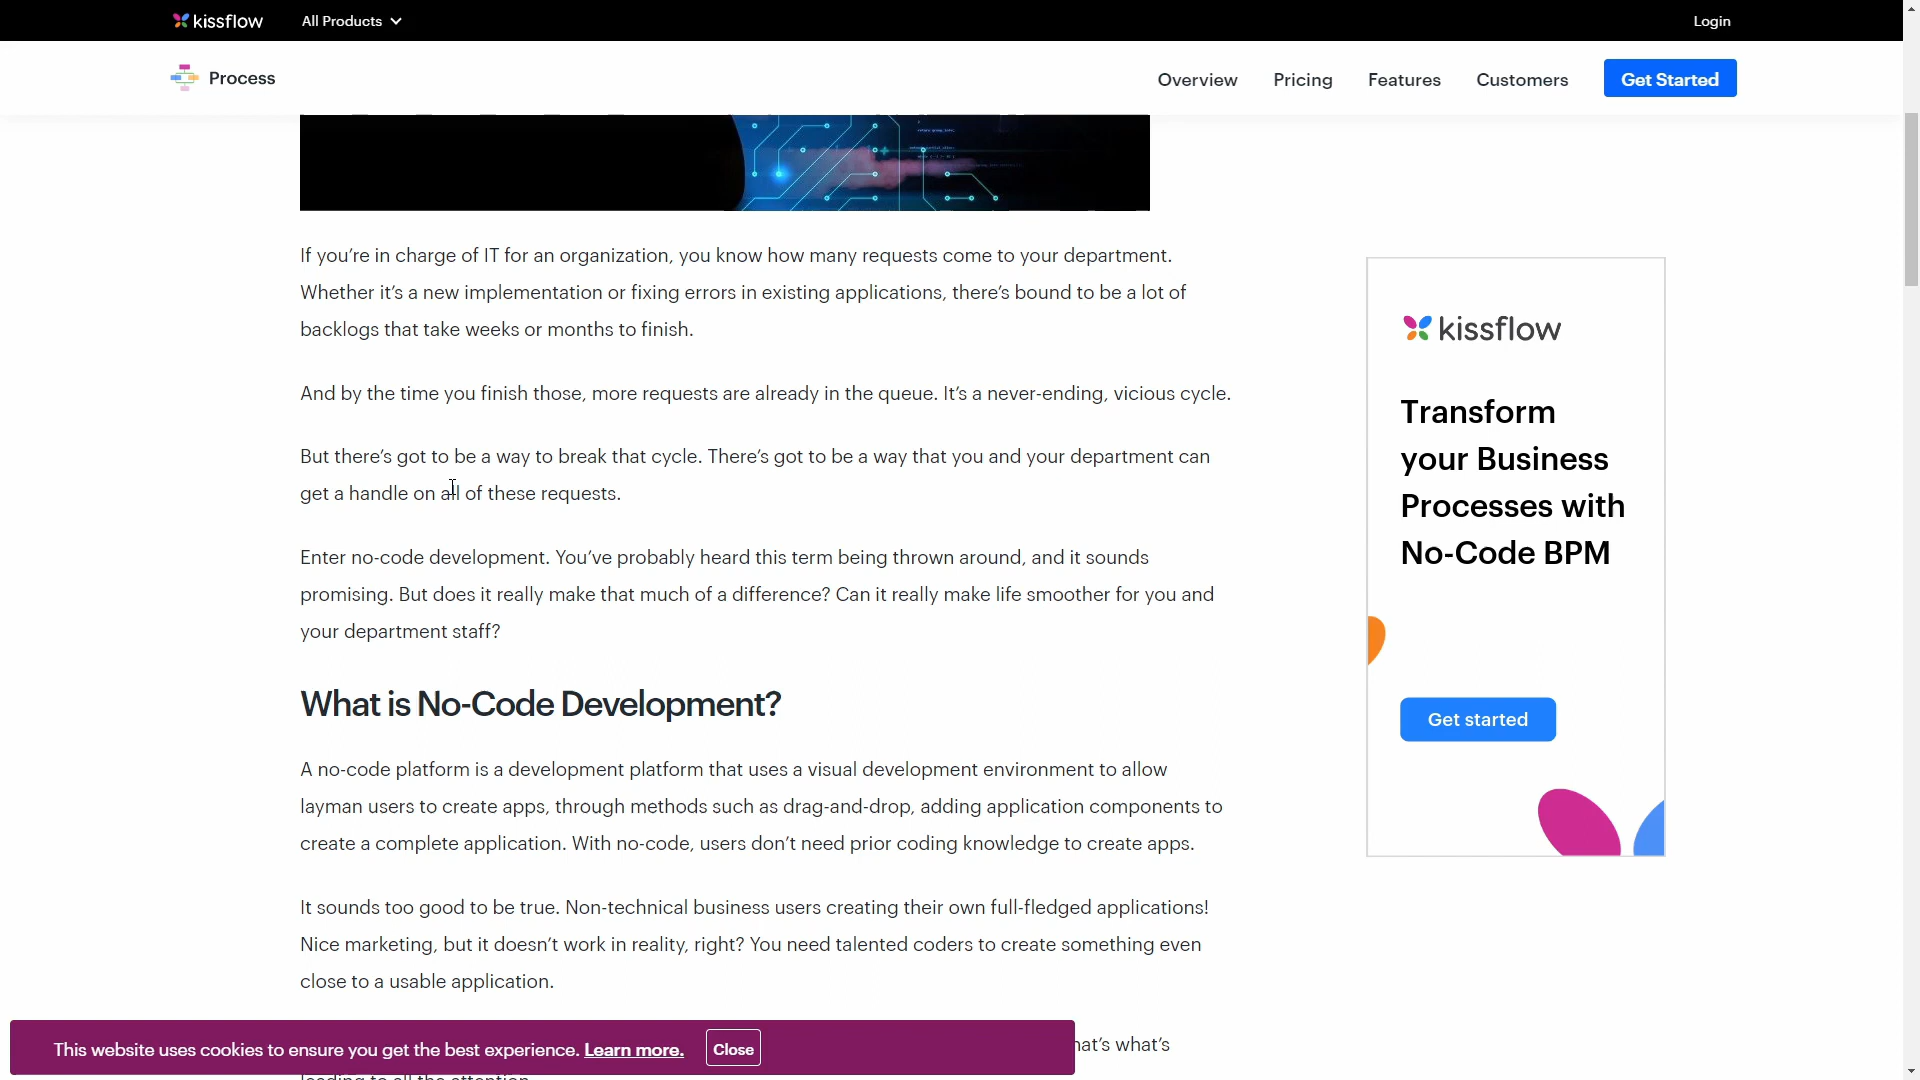 kissflow All Products Login
Process Overview Pricing Features Customers Get Started
If you're in charge of IT for an organization, you know how many requests come to your department.
Whether it's a new implementation or fixing errors in existing applications, there's bound to be a lot of
backlogs that take weeks or months to finish.
And by the time you finish those, more requests are already in the queue. It's a never-ending, vicious cycle.
But there's got to be a way to break that cycle. There's got to be a way that you and your department can
get a handle on all of these requests.
Enter no-code development. You've probably heard this term being thrown around, and it sounds
promising. But does it really make that much of a difference? Can it really make life smoother for you and
your department staff?
What is No-Code Development?
A no-code platform is a development platform that uses a visual development environment to allow
layman users to create apps, through methods such as drag-and-drop, adding application components to
create a complete application. With no-code, users don't need prior coding knowledge to create apps.
It sounds too good to be true. Non-technical business users creating their own full-fledged applications!
Nice marketing, but it doesn't work in reality, right? You need talented coders to create something even
close to a usable application.
what's
kissflow
Transform
your Business
Processes with
No-Code BPM
Get started
This website uses cookies to ensure you get the best experience. Learn more. Close